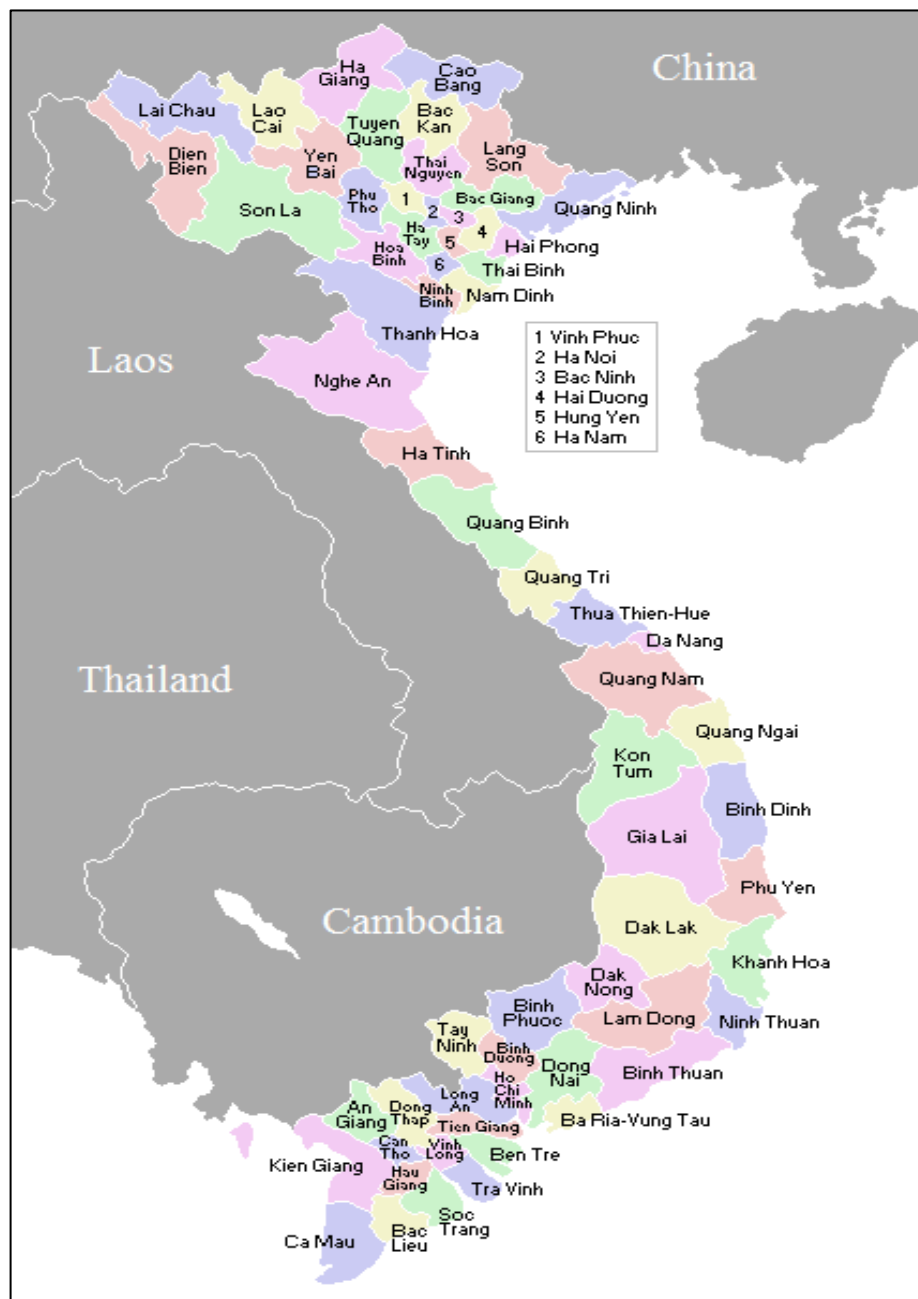 China
Ha
Giang
Cao
Bang
Lai Chau
Lao
Cai
Bac
Kan
Tuyen
Quang
Lang
Son
Dien
Bien
Yen
Bai
Thai
Nguyen
Phu
Tho
1
Bac Giang
Son La
2
3
Quang Ninh
Ha
Tay
4
5
Hai Phong
Hoa
Binh
6
Thai Binh
Ninh
Binh
Nam Dinh
Thanh Hoa
1 Vinh Phuc
2 Ha Noi
3 Bac Ninh
4 Hai Duong
5 Hung Yen
6 Ha Nam
Laos
Nghe An
Ha Tinh
Quang Binh
Quang Tri
Thua Thien-Hue
Da Nang
Thailand
Quang Nam
Quang Ngai
Kon
Tum
Binh Dinh
Gia Lai
Phu Yen
Cambodia
Dak Lak
Khanh Hoa
Dak
Nong
Binh
Phuoc
Lam Dong
Ninh Thuan
Tay
Ninh
Binh
Duong
Dong
Nai
Binh Thuan
Ho
Chi
Minh
Long
An
An
Giang
Dong
Thap
Tien Giang
Ba Ria-Vung Tau
Can
Tho
Vinh
Long
Ben Tre
Kien Giang
Hau
Giang
Tra Vinh
Soc
Trang
Ca Mau
Bac
Lieu